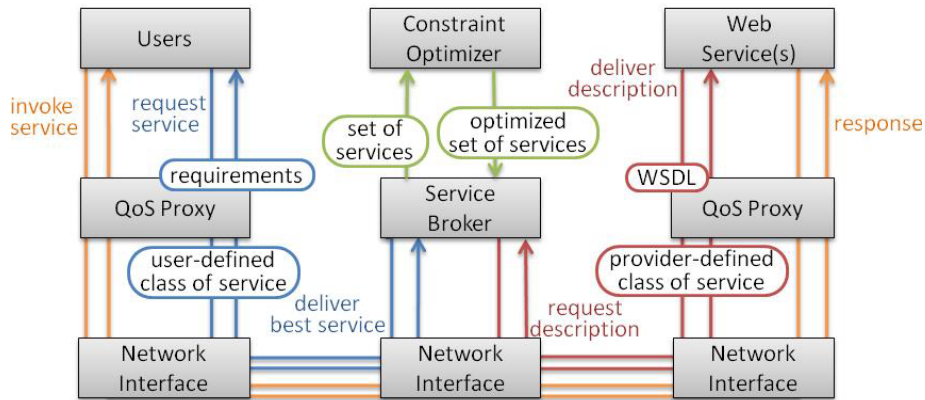 Users
Constraint
Optimizer
Web
Service(s)
invoke
service
request
service
deliver
description
response
set of
services
optimized
set of services
requirements
WSDL
QoS Proxy
Service
Broker
QoS Proxy
user-defined
class of service
provider-defined
class of service
deliver
best service
request
description
Network
Interface
Network
Interface
Network
Interface